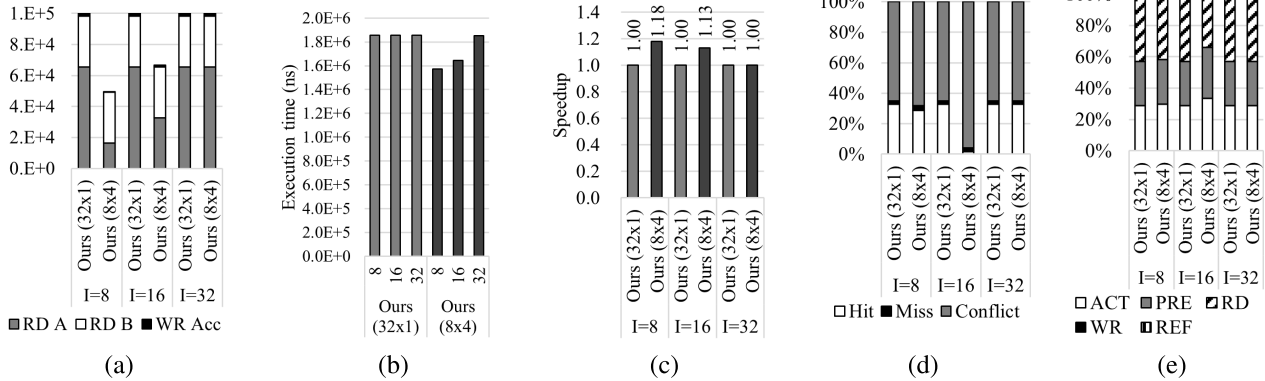 1.E+5
8.E+4
6.E+4
4.E+4
2.E+4
0.E+0
Ours (32x1)
Ours (8x4)
Ours (32x1)
Ours (8x4)
Ours (32x1)
Ours (8x4)
I=8 I=16 I=32
RD A RD B WR Acc
(a)
Execution time (ns)
2.0E+6
1.8E+6
1.6E+6
1.4E+6
1.2E+6
1.0E+6
8.0E+5
6.0E+5
4.0E+5
2.0E+5
0.0E+0
8 16 32 8 16 32
Ours Ours
(32x1) (8x4)
(b)
Speedup
1.4
1.2
1.0
0.8
0.6
0.4
0.2
0.0
1.00
1.18
1.00
1.13
1.00
1.00
Ours (32x1)
Ours (8x4)
Ours (32x1)
Ours (8x4)
Ours (32x1)
Ours (8x4)
I=8 I=16 I=32
(c)
100%
80%
60%
40%
20%
0%
Ours (32x1)
Ours (8x4)
Ours (32x1)
Ours (8x4)
Ours (32x1)
Ours (8x4)
I=8 I=16 I=32
Hit Miss Conflict
(d)
100%
80%
60%
40%
20%
0%
Ours (32x1)
Ours (8x4)
Ours (32x1)
Ours (8x4)
Ours (32x1)
Ours (8x4)
I=8 I=16 I=32
ACT PRE RD
WR REF
(e)